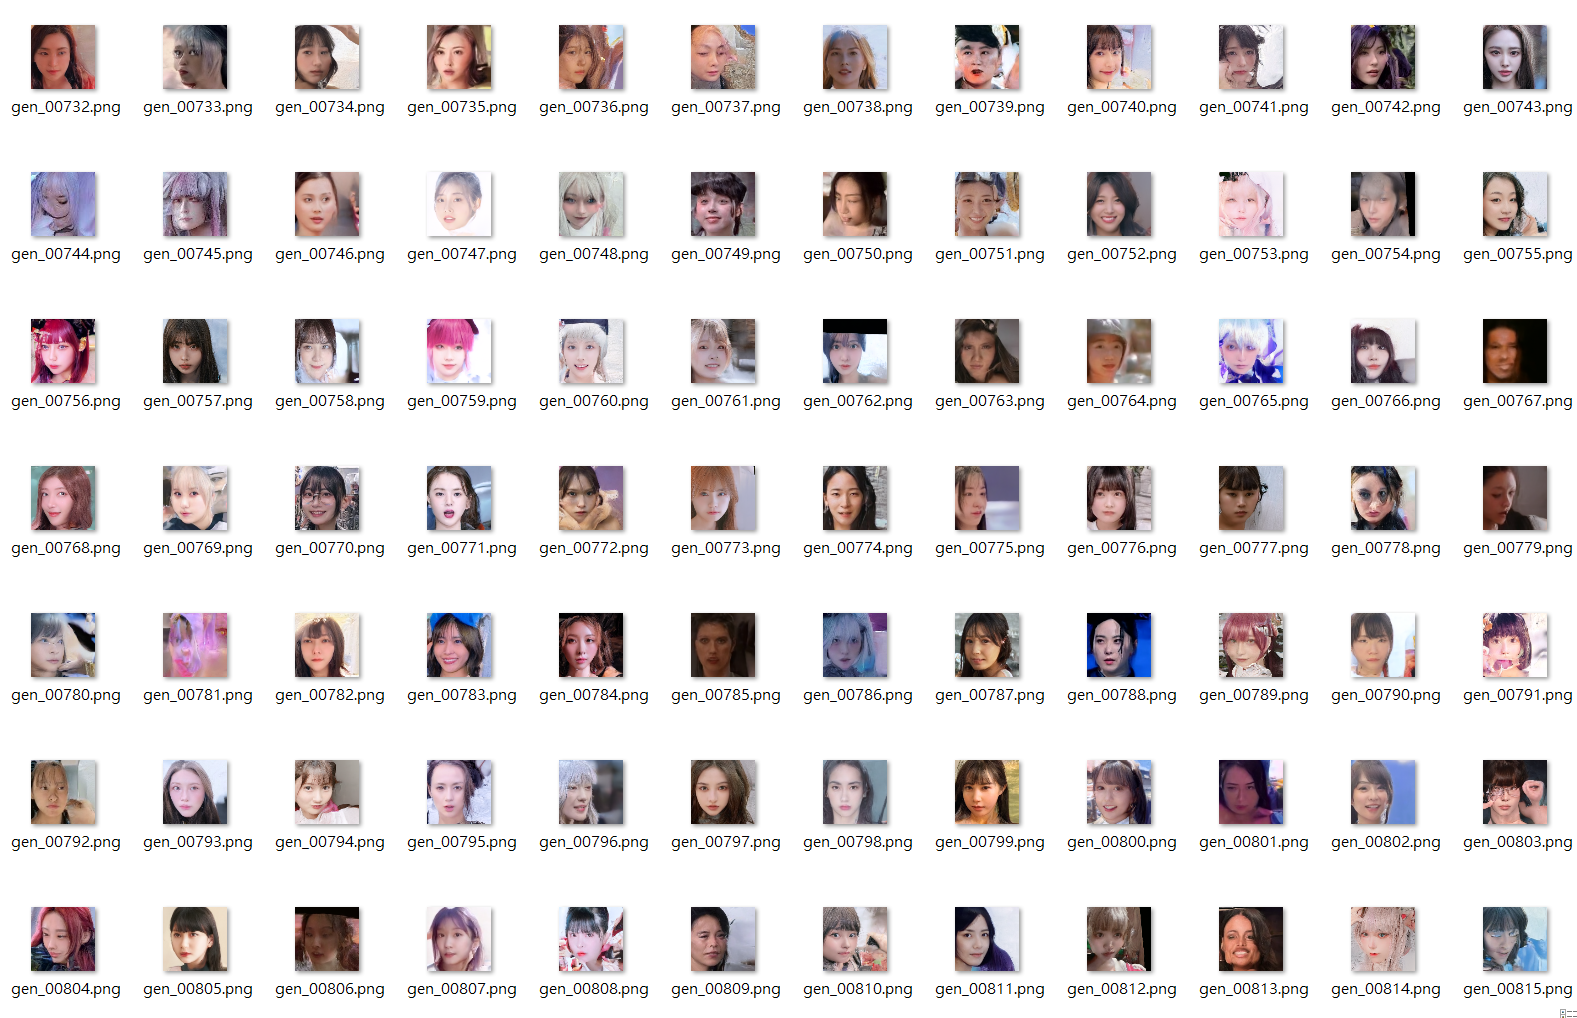 gen_00732.png gen_00733.png gen_00734.png gen_00735.png gen_00736.png gen_00737.png gen_00738.png gen_00739.png gen_00740.png gen_00741.png gen_00742.png gen_00743.png
gen_00744.png gen_00745.png gen_00746.png gen_00747.png gen_00748.png gen_00749.png gen_00750.png gen_00751.png gen_00752.png gen_00753.png gen_00754.png gen_00755.png
gen_00756.png gen_00757.png gen_00758.png gen_00759.png gen_00760.png gen_00761.png gen_00762.png gen_00763.png gen_00764.png gen_00765.png gen_00766.png gen_00767.png
gen_00768.png gen_00769.png gen_00770.png gen_00771.png gen_00772.png gen_00773.png gen_00774.png gen_00775.png gen_00776.png gen_00777.png gen_00778.png gen_00779.png
gen_00780.png gen_00781.png gen_00782.png gen_00783.png gen_00784.png gen_00785.png gen_00786.png gen_00787.png gen_00788.png gen_00789.png gen_00790.png gen_00791.png
gen_00792.png gen_00793.png gen_00794.png gen_00795.png gen_00796.png gen_00797.png gen_00798.png gen_00799.png gen_00800.png gen_00801.png gen_00802.png gen_00803.png
gen_00804.png gen_00805.png gen_00806.png gen_00807.png gen_00808.png gen_00809.png gen_00810.png gen_00811.png gen_00812.png gen_00813.png gen_00814.png gen_00815.png